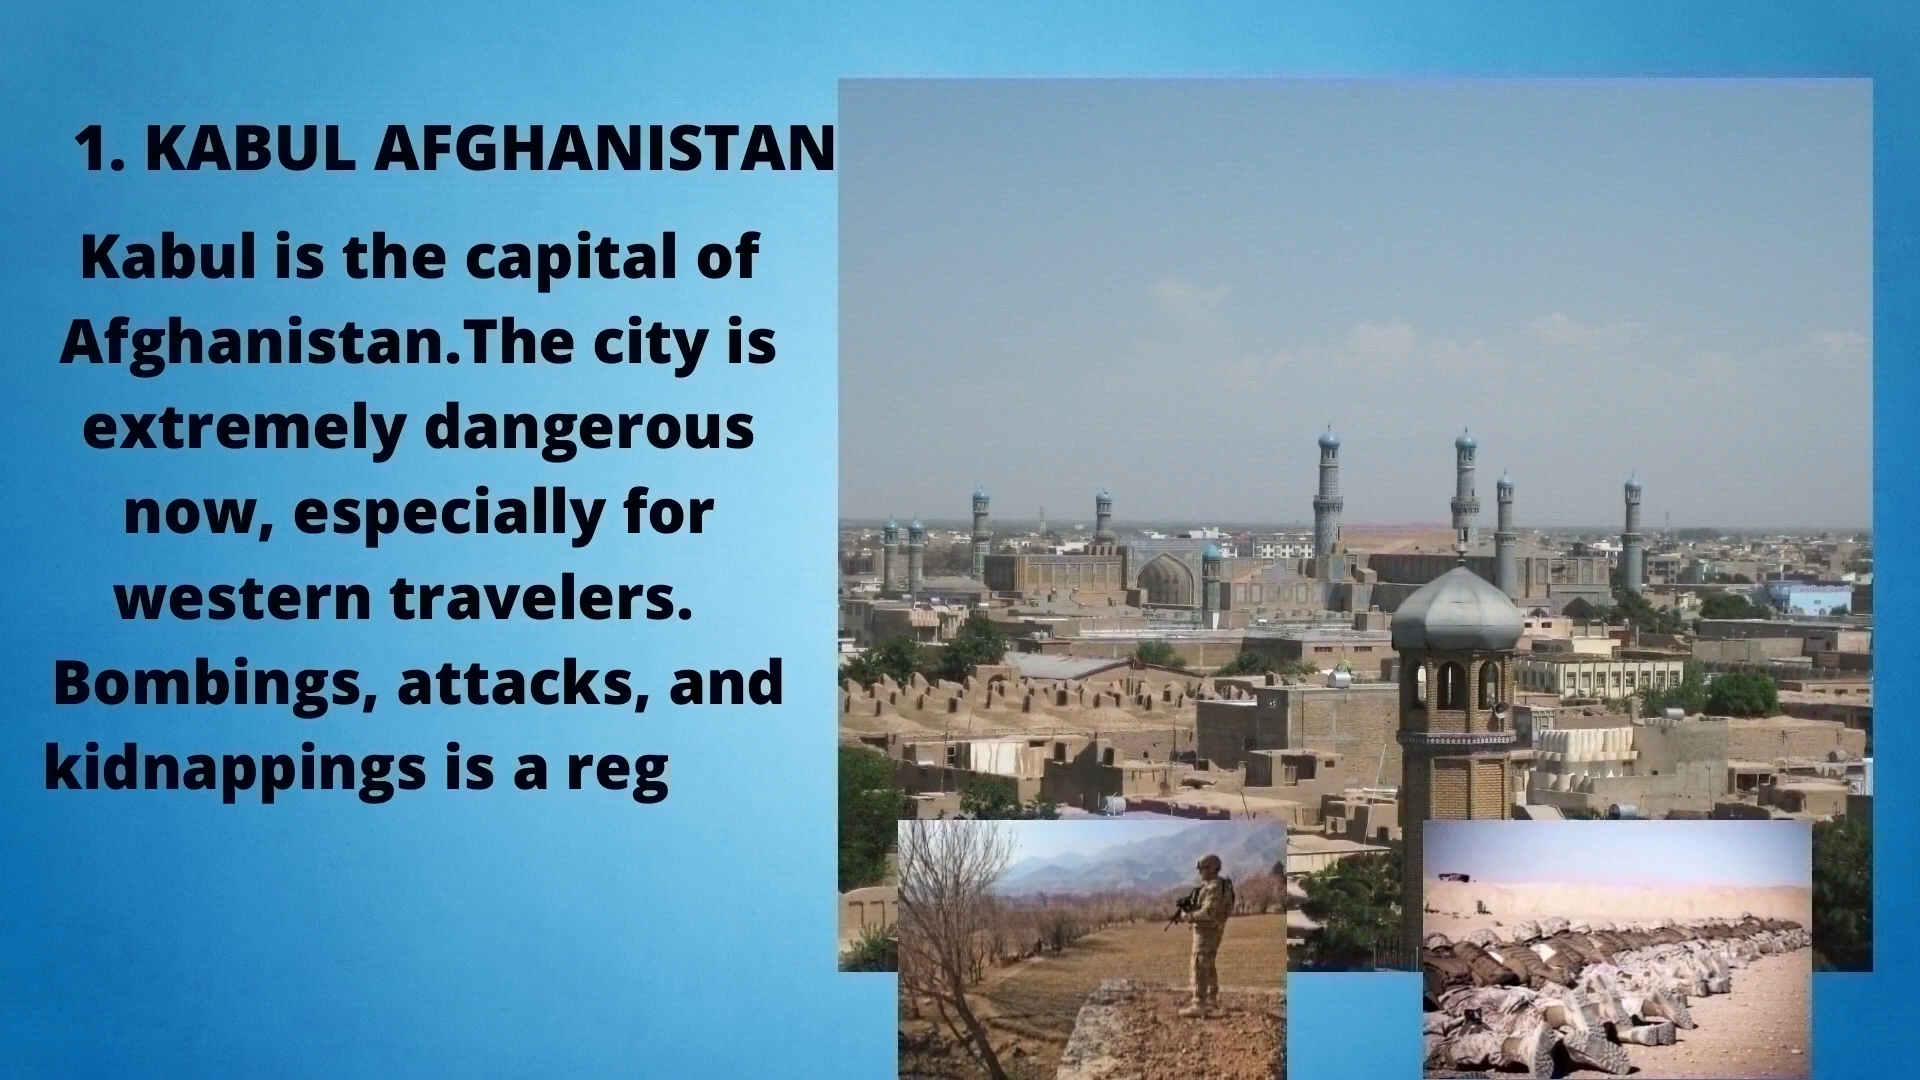 1. KABUL AFGHANISTAN
Kabul is the capital of
Afghanistan.The city is
extremely dangerous
now, especially for
western travelers.
Bombings, attacks, and
kidnappings is a reg